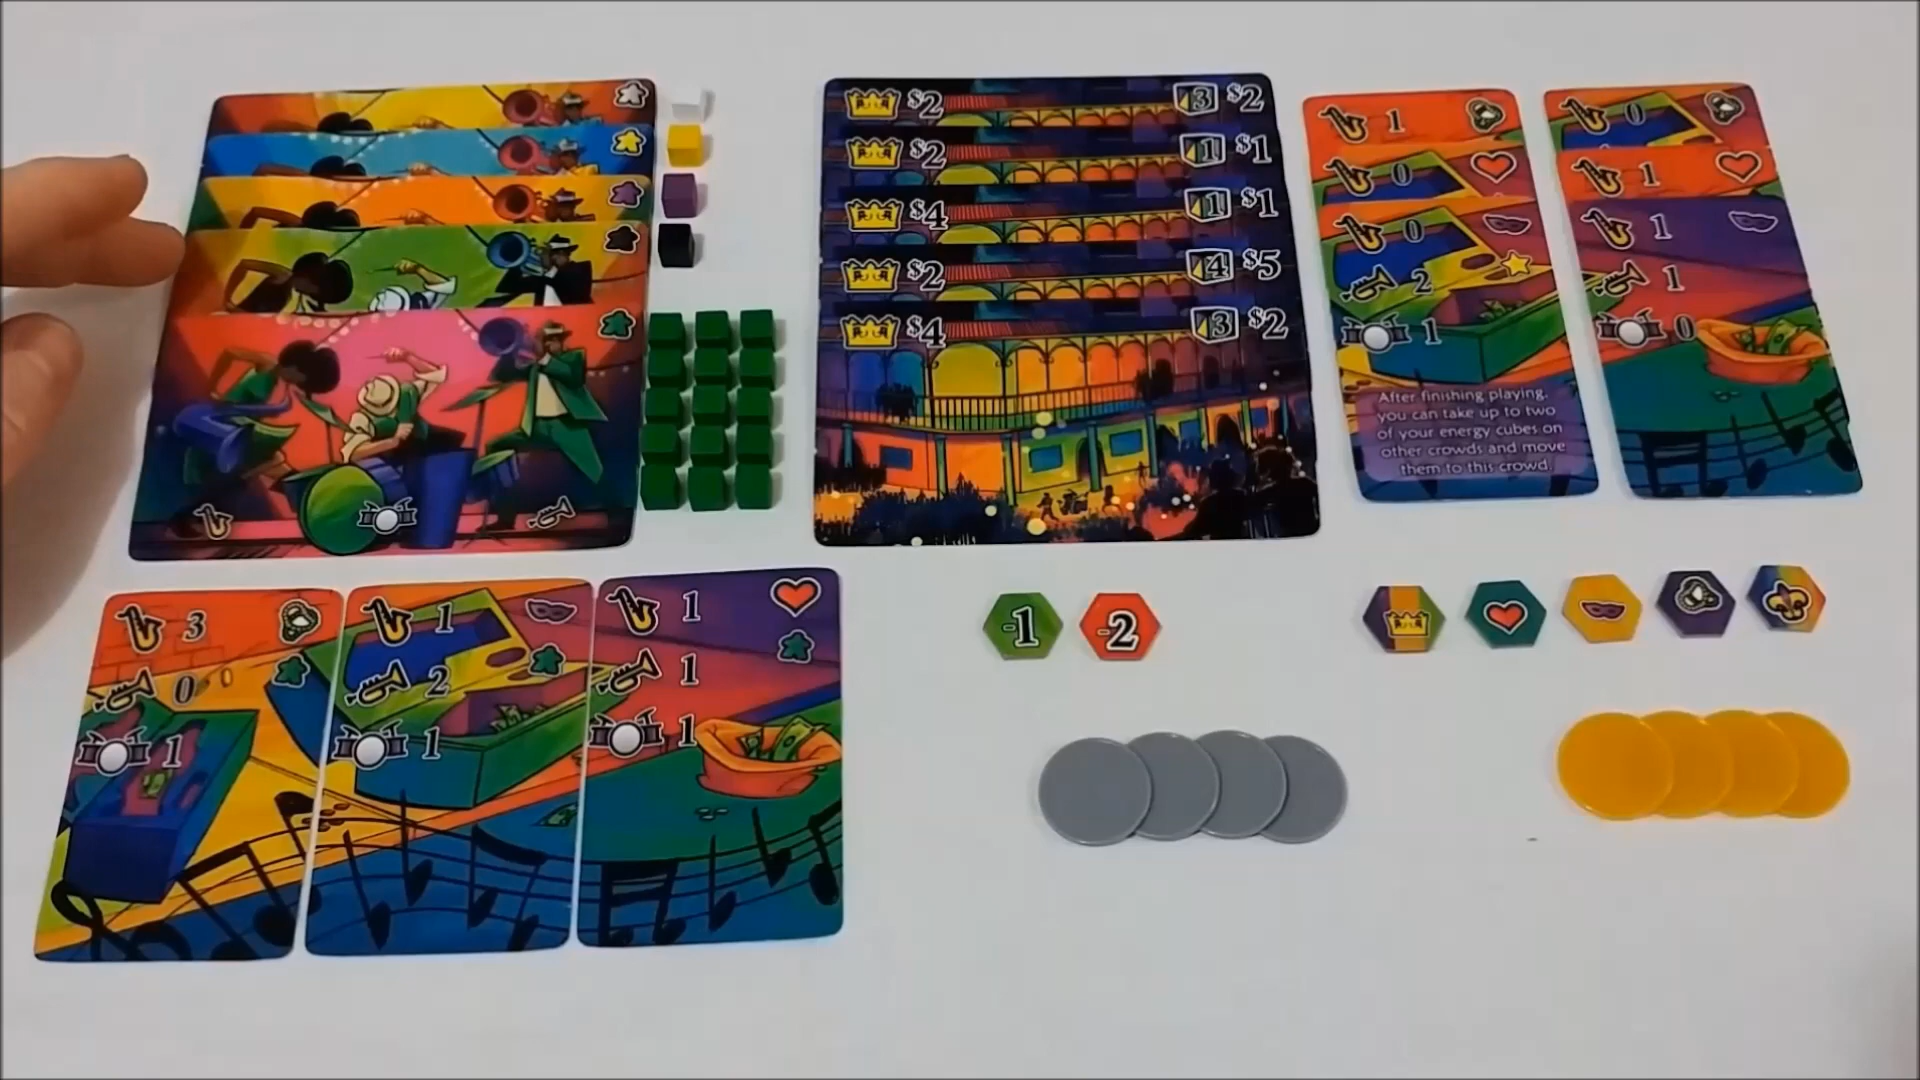 $2 3 $2
$2 1 $1
$4 1 $1
$2 4 $5
$4 3 $2
1
0
0
2
1
After finishing playing,
you can take up to two
of your energy cubes on
other crowds and move
them to this crowd.
0
1
1
1
0
3
0
1
1
2
1
1
1
1
-1
-2